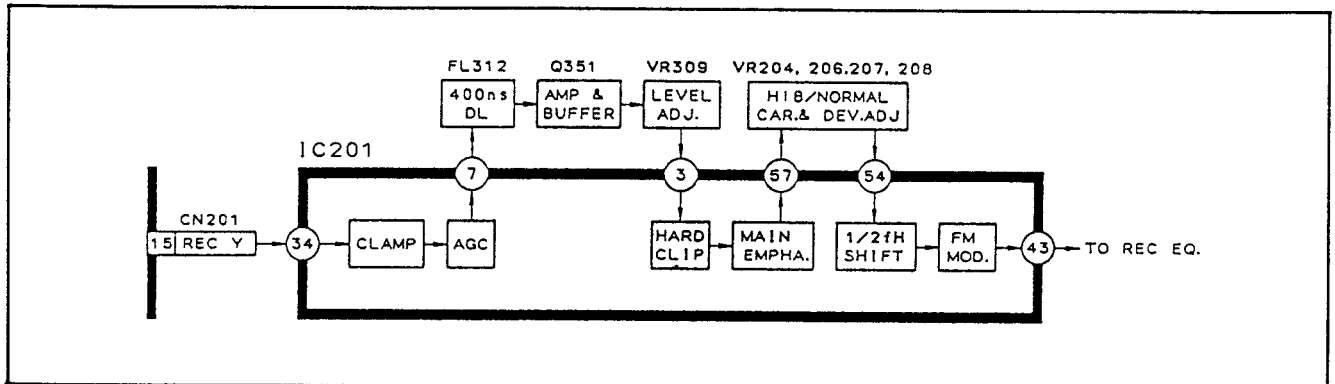 FL312
Q351
VR309
VR204, 206.207, 208
400ns
DL
AMP &
BUFFER
LEVEL
ADJ.
HI8/NORMAL
CAR.& DEV.ADJ
IC201
7
3
57
54
CN201
15 REC Y
34
CLAMP
AGC
HARD
CLIP
MAIN
EMPHA.
1/2fH
SHIFT
FM
MOD.
43
TO REC EQ.